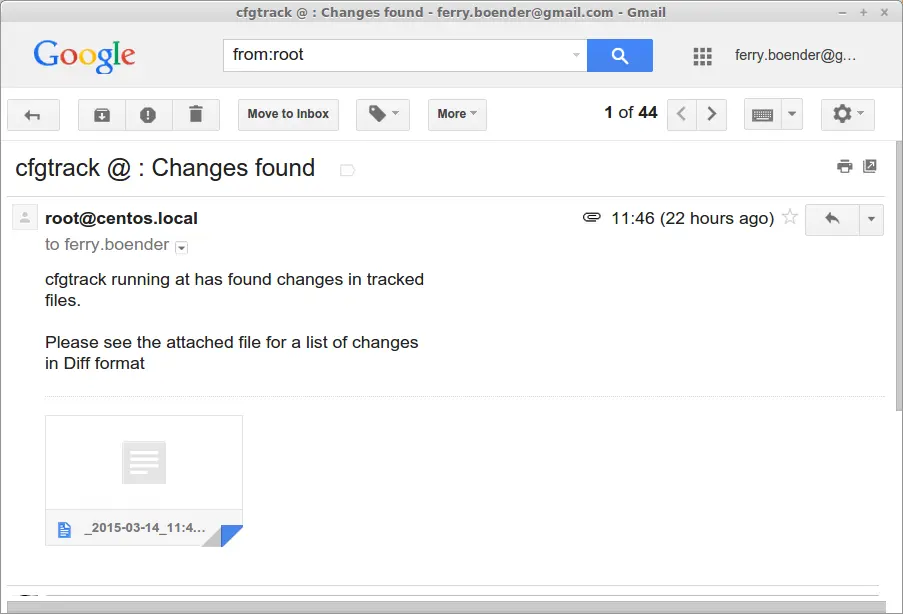 cfgtrack @ : Changes found - ferry.boender@gmail.com - Gmail
Google
from:root
ferry.boender@g...
Move to Inbox
More
1 of 44
cfgtrack @ : Changes found
root@centos.local
11:46 (22 hours ago)
to ferry.boender
cfgtrack running at has found changes in tracked
files.
Please see the attached file for a list of changes
in Diff format
_2015-03-14_11:4...